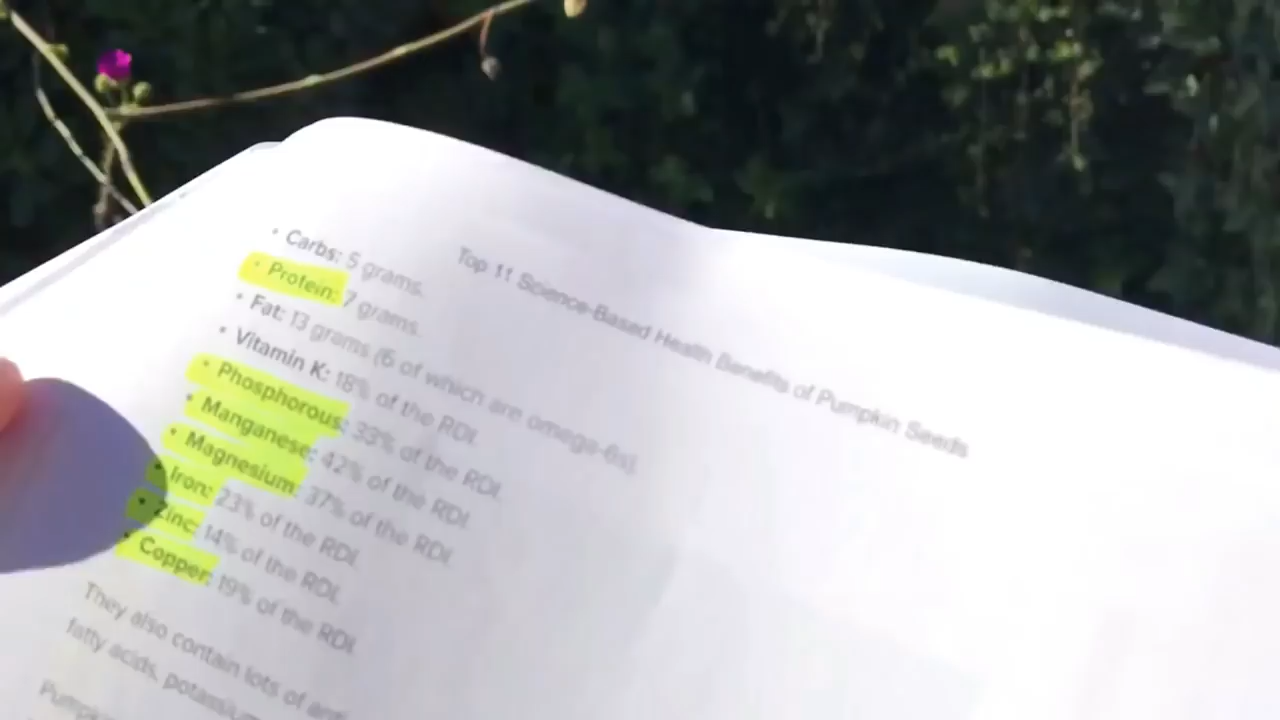 Top 11 Science-Based Health Benefits of Pumpkin Seeds
• Carbs: 5 grams.
• Protein: 7 grams.
• Fat: 13 grams (6 of which are omega-6s).
• Vitamin K: 18% of the RDI.
• Phosphorous: 33% of the RDI.
• Manganese: 42% of the RDI.
• Magnesium: 37% of the RDI.
• Iron: 23% of the RDI.
• Zinc: 14% of the RDI.
• Copper: 19% of the RDI.
They also contain lots of
fatty acids, potassium